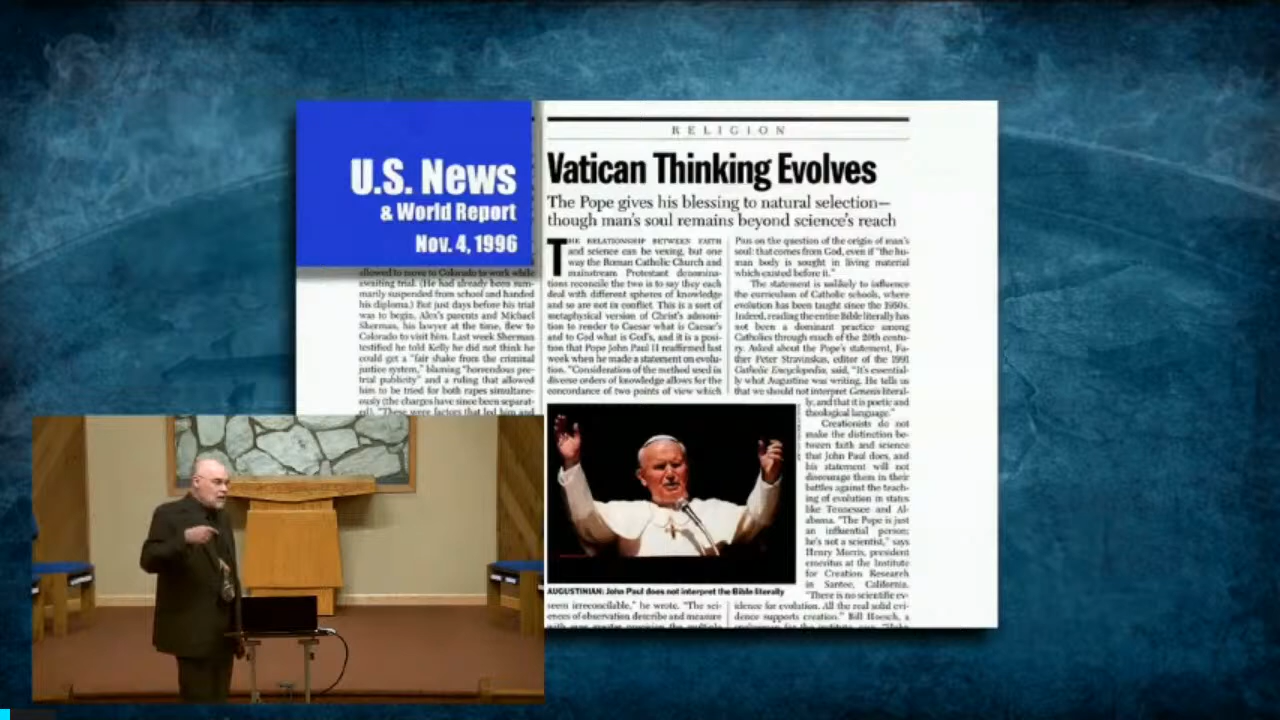 U.S. News
& World Report
Nov. 4, 1996
allowed to move to Colorado to work while
awaiting trial. (He had already been sum-
marily suspended from school and handed
his diploma.) But just days before his trial
was to begin, Alex's parents and Michael
Sherman, his lawyer at the time, flew to
Colorado to visit him. Last week Sherman
testified he told Kelly he did not think he
could get a "fair shake from the criminal
justice system," blaming "horrendous pre-
trial publicity" and a ruling that allowed
him to be tried for both rapes simultane-
ously (the charges have since been separat-
ed). "These were factors that led him and
RELIGION
Vatican Thinking Evolves
The Pope gives his blessing to natural selection—
though man's soul remains beyond science's reach
THE RELATIONSHIP BETWEEN FAITH
and science can be vexing, but one
way the Roman Catholic Church and
mainstream Protestant denomina-
tions reconcile the two is to say they each
deal with different spheres of knowledge
and so are not in conflict. This is a sort of
metaphysical version of Christ's admoni-
tion to render to Caesar what is Caesar's
and to God what is God's, and it is a posi-
tion that Pope John Paul II reaffirmed last
week when he made a statement on evolu-
tion. "Consideration of the method used in
diverse orders of knowledge allows for the
concordance of two points of view which
AUGUSTINIAN: John Paul does not interpret the Bible literally
seem irreconcilable," he wrote. "The sci-
ences of observation describe and measure
Pius on the question of the origin of man's
soul: that comes from God, even if "the hu-
man body is sought in living material
which existed before it."
The statement is unlikely to influence
the curriculum of Catholic schools, where
evolution has been taught since the 1950s.
Indeed, reading the entire Bible literally has
not been a dominant practice among
Catholics through much of the 20th centu-
ry. Asked about the Pope's statement, Fa-
ther Peter Stravinskas, editor of the 1991
Catholic Encyclopedia, said, "It's essential-
ly what Augustine was writing. He tells us
that we should not interpret Genesis literal-
ly, and that it is poetic and
theological language."
Creationists do not
make the distinction be-
tween faith and science
that John Paul does, and
his statement will not
discourage them in their
battles against the teach-
ing of evolution in states
like Tennessee and Al-
abama. "The Pope is just
an influential person;
he's not a scientist," says
Henry Morris, president
emeritus at the Institute
for Creation Research
in Santee, California.
"There is no scientific ev-
idence for evolution. All the real solid evi-
dence supports creation." Bill Hoesch, a